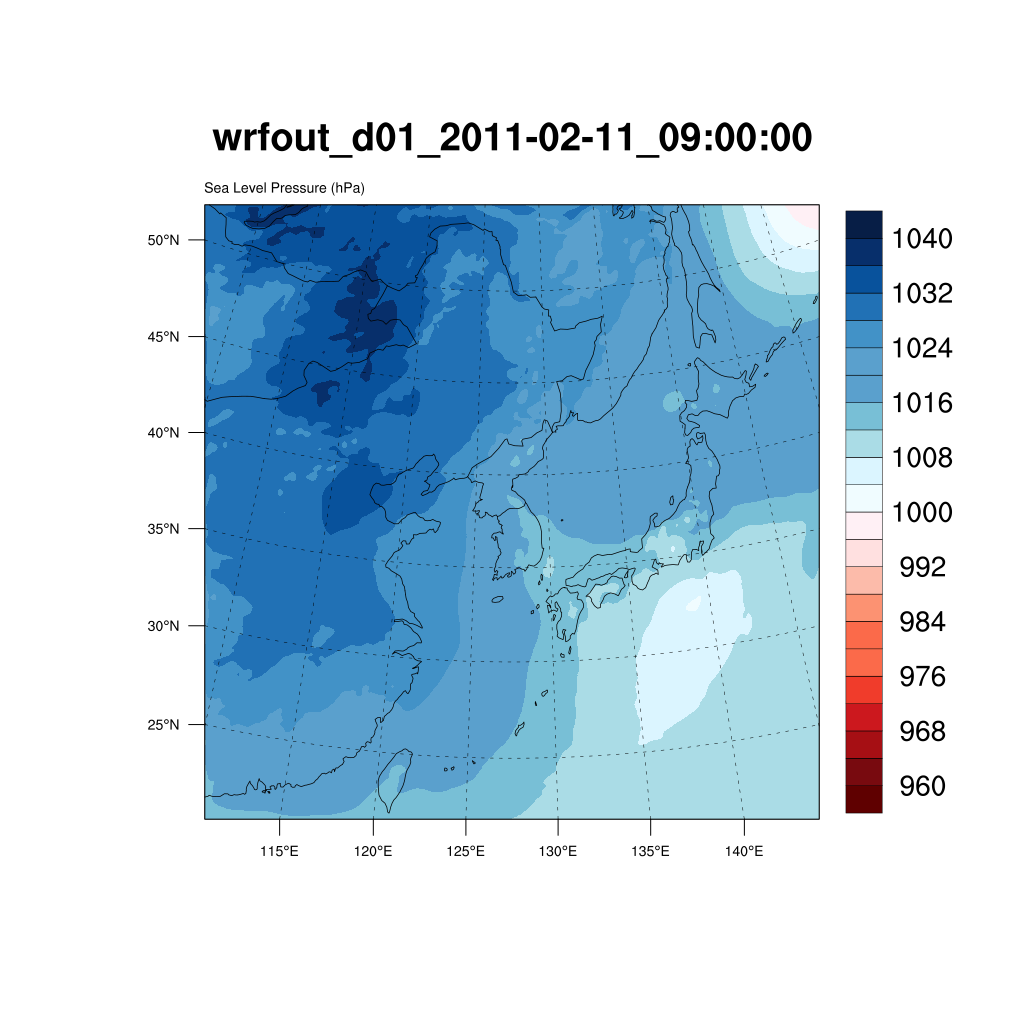 wrfout_d01_2011-02-11_09:00:00
Sea Level Pressure (hPa)
50°N
45°N
40°N
35°N
30°N
25°N
115°E
120°E
125°E
130°E
135°E
140°E
1040
1032
1024
1016
1008
1000
992
984
976
968
960